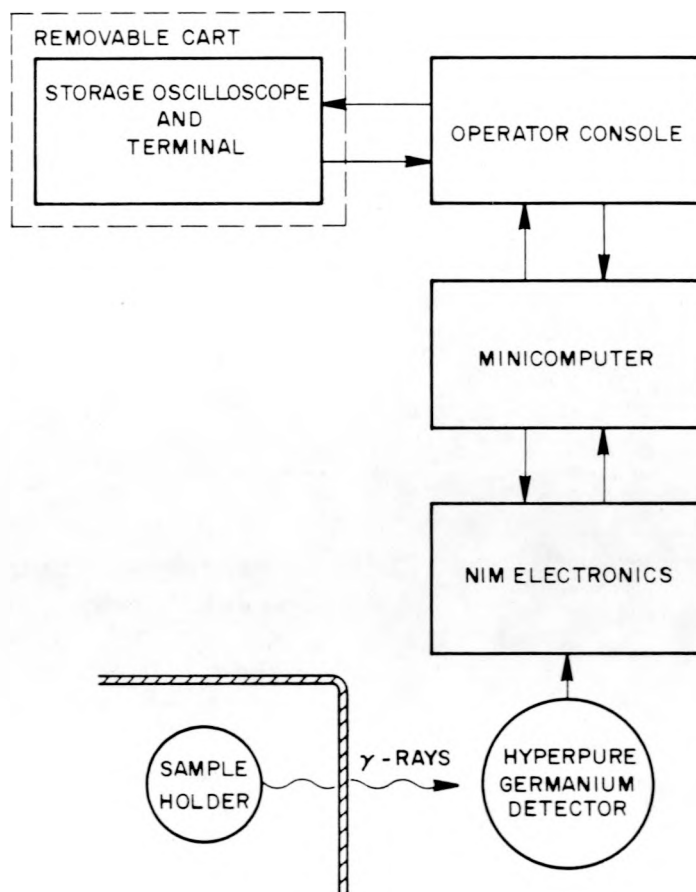 REMOVABLE CART
STORAGE OSCILLOSCOPE
AND
TERMINAL
OPERATOR CONSOLE
MINICOMPUTER
NIM ELECTRONICS
HYPERPURE
GERMANIUM
DETECTOR
γ-RAYS
SAMPLE
HOLDER